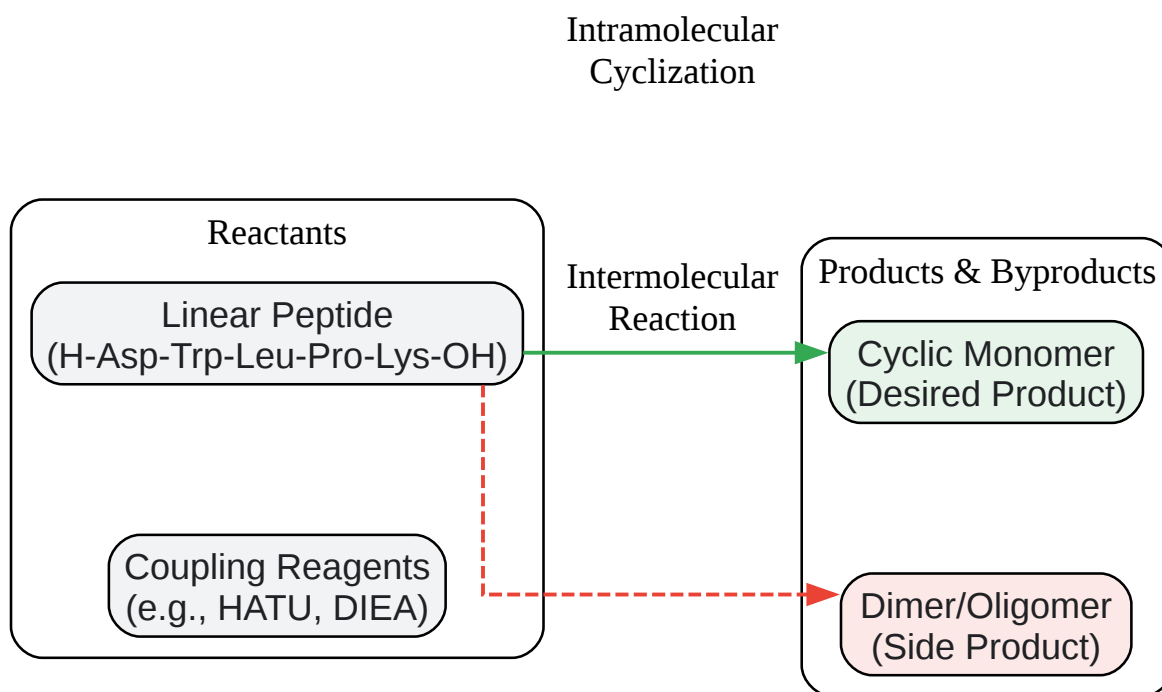 Intramolecular
Cyclization
Reactants
Linear Peptide
(H-Asp-Trp-Leu-Pro-Lys-OH)
Coupling Reagents
(e.g., HATU, DIEA)
Intermolecular
Reaction
Products & Byproducts
Cyclic Monomer
(Desired Product)
Dimer/Oligomer
(Side Product)